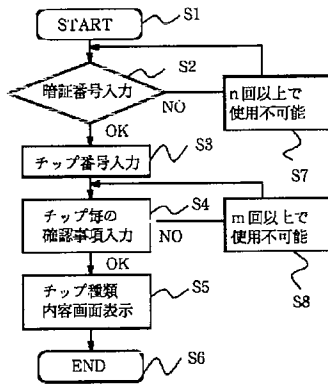 START
S1
S2
暗証番号入力
NO
n回以上で
使用不可能
S7
OK
S3
チップ番号入力
チップ毎の
確認事項入力
S4
NO
m回以上で
使用不可能
S8
OK
チップ種類
内容画面表示
S5
END
S6